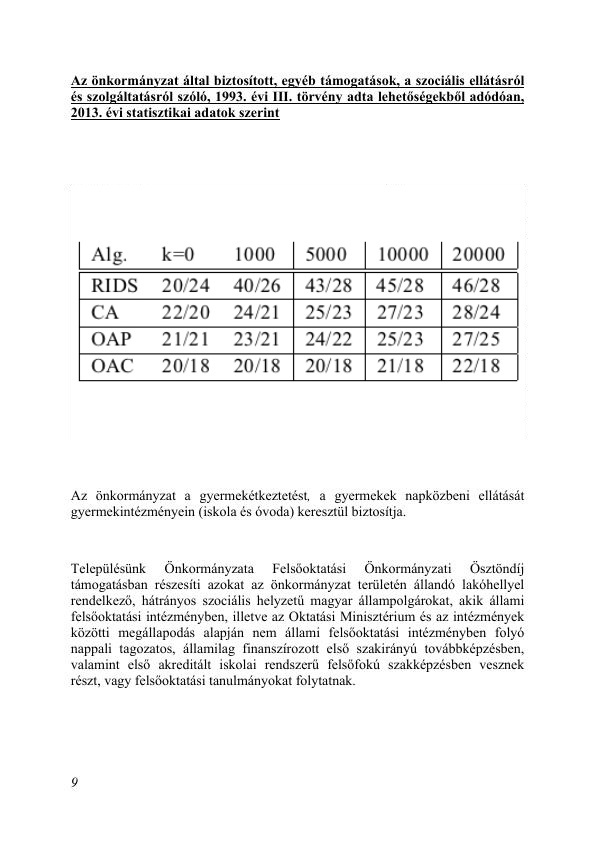 Az önkormányzat által biztosított, egyéb támogatások, a szociális ellátásról
és szolgáltatásról szóló, 1993. évi III. törvény adta lehetőségekből adódóan,
2013. évi statisztikai adatok szerint
Alg. k=0 1000 5000 10000 20000
RIDS 20/24 40/26 43/28 45/28 46/28
CA 22/20 24/21 25/23 27/23 28/24
OAP 21/21 23/21 24/22 25/23 27/25
OAC 20/18 20/18 20/18 21/18 22/18
Az önkormányzat a gyermekétkeztetést, a gyermekek napközbeni ellátását
gyermekintézményein (iskola és óvoda) keresztül biztosítja.
Településünk Önkormányzata Felsőoktatási Önkormányzati Ösztöndíj
támogatásban részesíti azokat az önkormányzat területén állandó lakóhellyel
rendelkező, hátrányos szociális helyzetű magyar állampolgárokat, akik állami
felsőoktatási intézményben, illetve az Oktatási Minisztérium és az intézmények
közötti megállapodás alapján nem állami felsőoktatási intézményben folyó
nappali tagozatos, államilag finanszírozott első szakirányú továbbképzésben,
valamint első akreditált iskolai rendszerű felsőfokú szakképzésben vesznek
részt, vagy felsőoktatási tanulmányokat folytatnak.
9